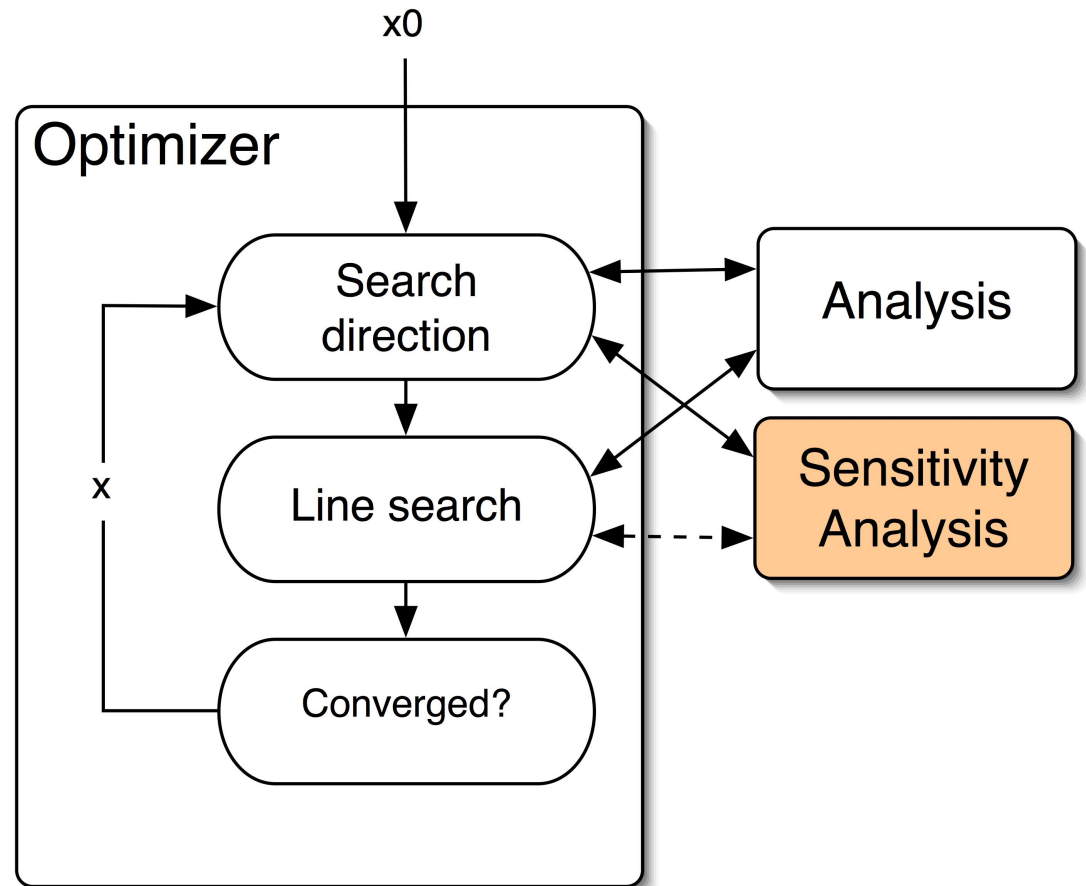 x0
Optimizer
Search
direction
Analysis
Line search
Sensitivity
Analysis
x
Converged?